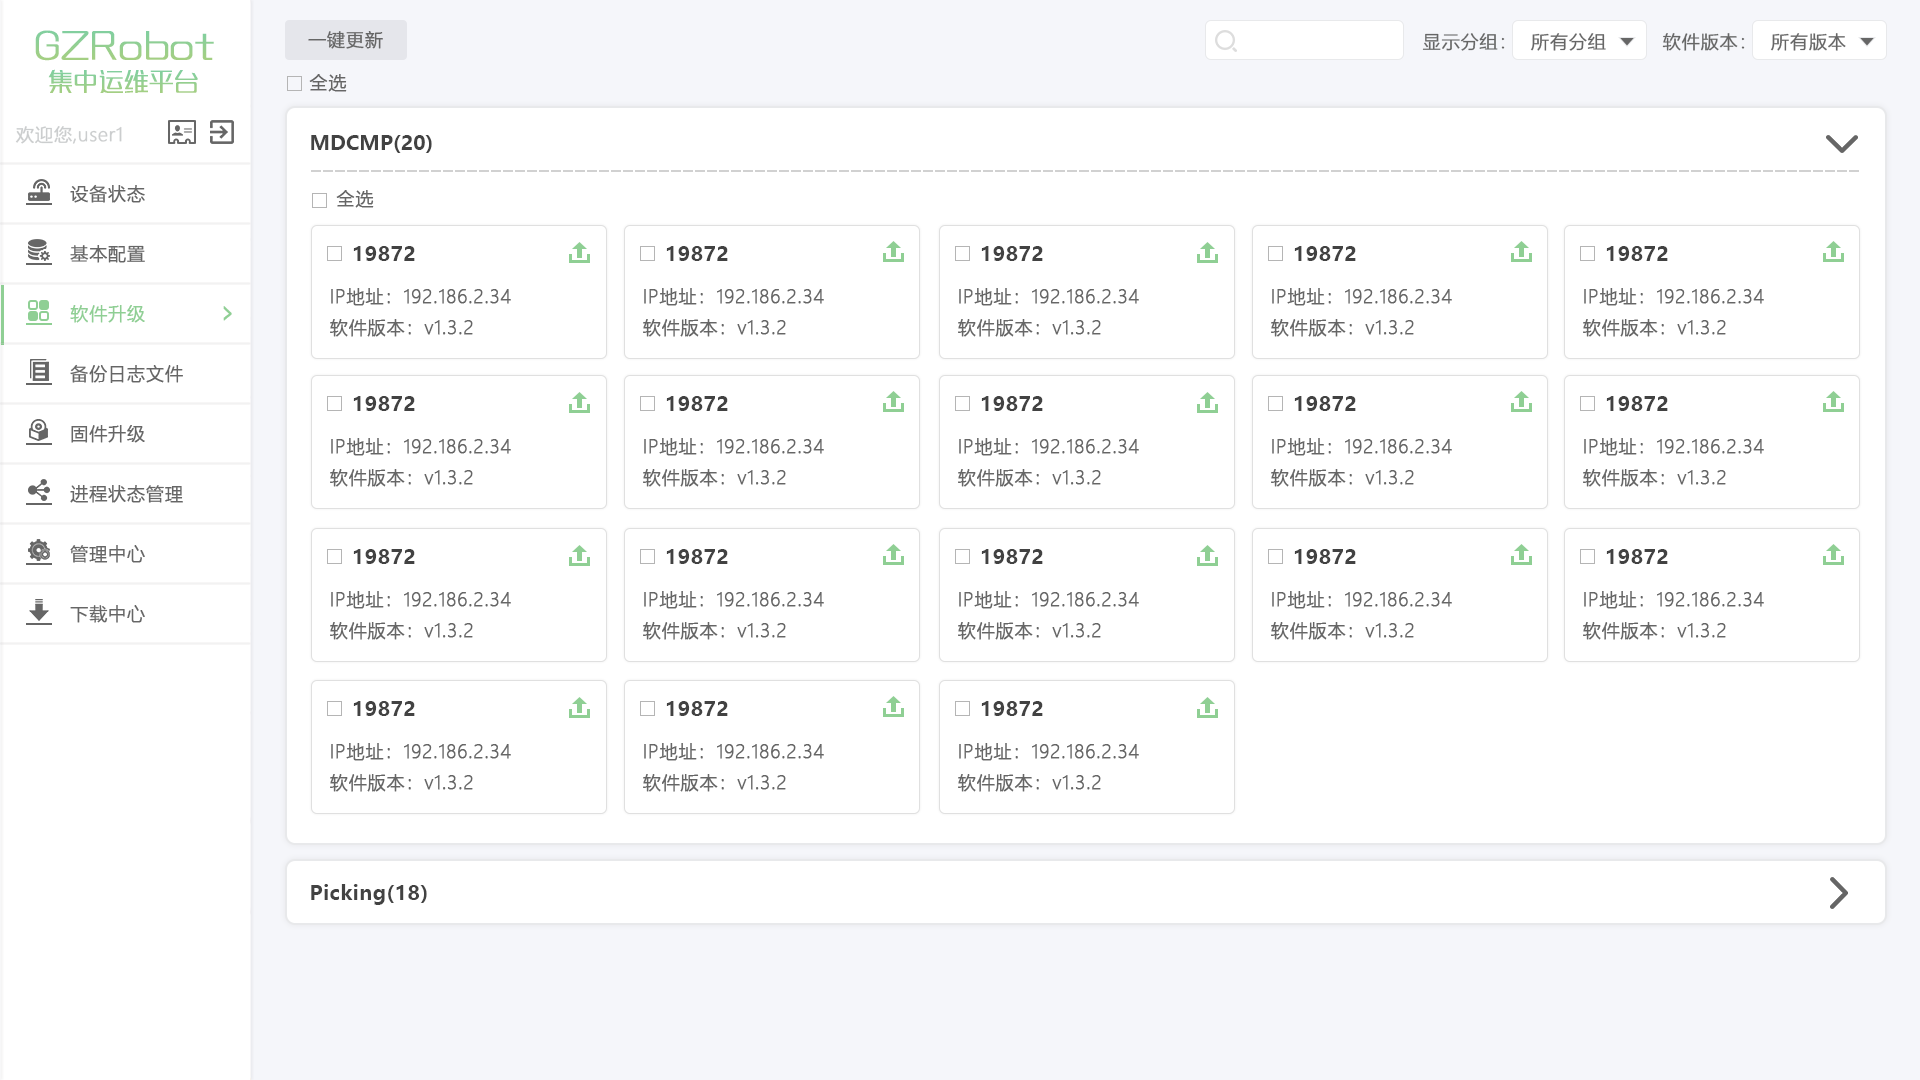 GZRobot
集中运维平台
欢迎您,user1
设备状态
基本配置
软件升级
备份日志文件
固件升级
进程状态管理
管理中心
下载中心
一键更新
显示分组:
所有分组
软件版本:
所有版本
全选
MDCMP(20)
全选
19872
IP地址：192.186.2.34
软件版本：v1.3.2
19872
IP地址：192.186.2.34
软件版本：v1.3.2
19872
IP地址：192.186.2.34
软件版本：v1.3.2
19872
IP地址：192.186.2.34
软件版本：v1.3.2
19872
IP地址：192.186.2.34
软件版本：v1.3.2
19872
IP地址：192.186.2.34
软件版本：v1.3.2
19872
IP地址：192.186.2.34
软件版本：v1.3.2
19872
IP地址：192.186.2.34
软件版本：v1.3.2
19872
IP地址：192.186.2.34
软件版本：v1.3.2
19872
IP地址：192.186.2.34
软件版本：v1.3.2
19872
IP地址：192.186.2.34
软件版本：v1.3.2
19872
IP地址：192.186.2.34
软件版本：v1.3.2
19872
IP地址：192.186.2.34
软件版本：v1.3.2
19872
IP地址：192.186.2.34
软件版本：v1.3.2
19872
IP地址：192.186.2.34
软件版本：v1.3.2
19872
IP地址：192.186.2.34
软件版本：v1.3.2
19872
IP地址：192.186.2.34
软件版本：v1.3.2
19872
IP地址：192.186.2.34
软件版本：v1.3.2
Picking(18)